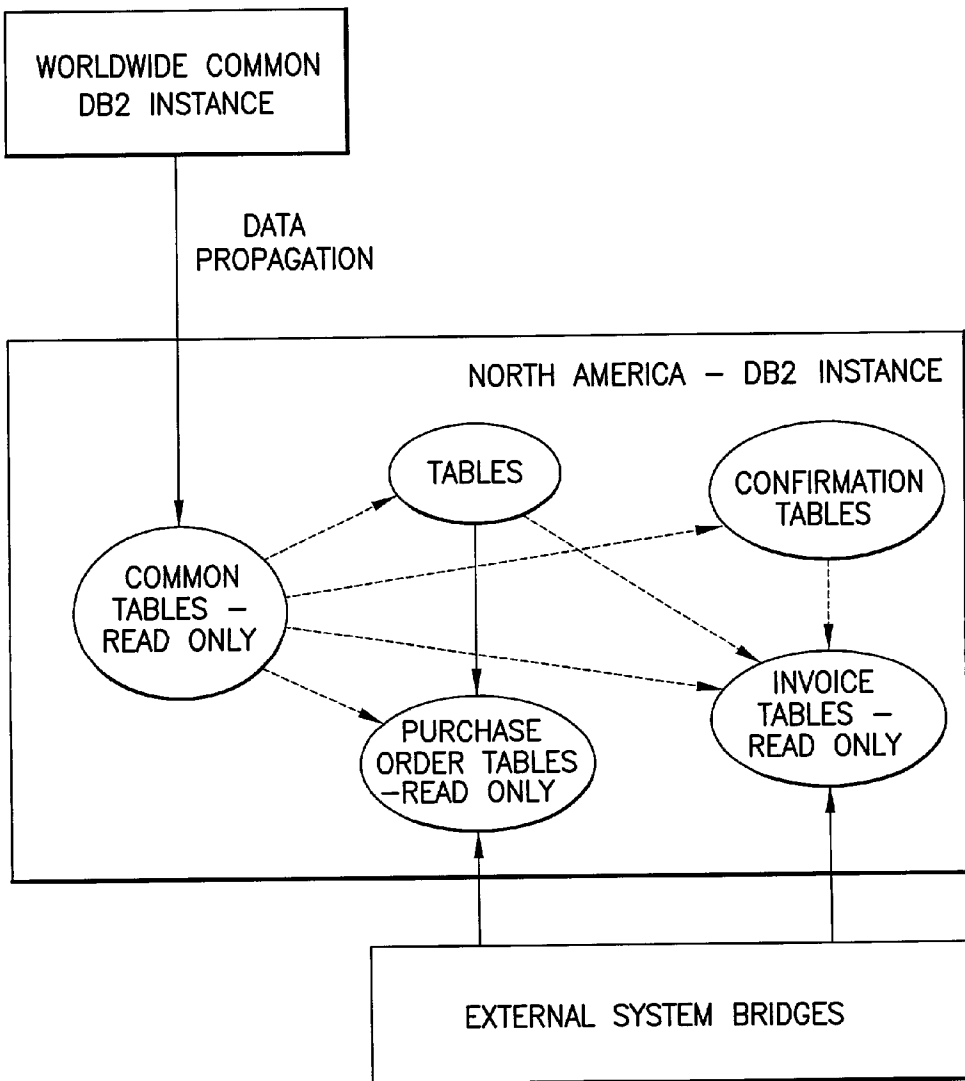 WORLDWIDE COMMON
DB2 INSTANCE
DATA
PROPAGATION
NORTH AMERICA – DB2 INSTANCE
TABLES
CONFIRMATION
TABLES
COMMON
TABLES –
READ ONLY
INVOICE
TABLES –
READ ONLY
PURCHASE
ORDER TABLES
–READ ONLY
EXTERNAL SYSTEM BRIDGES